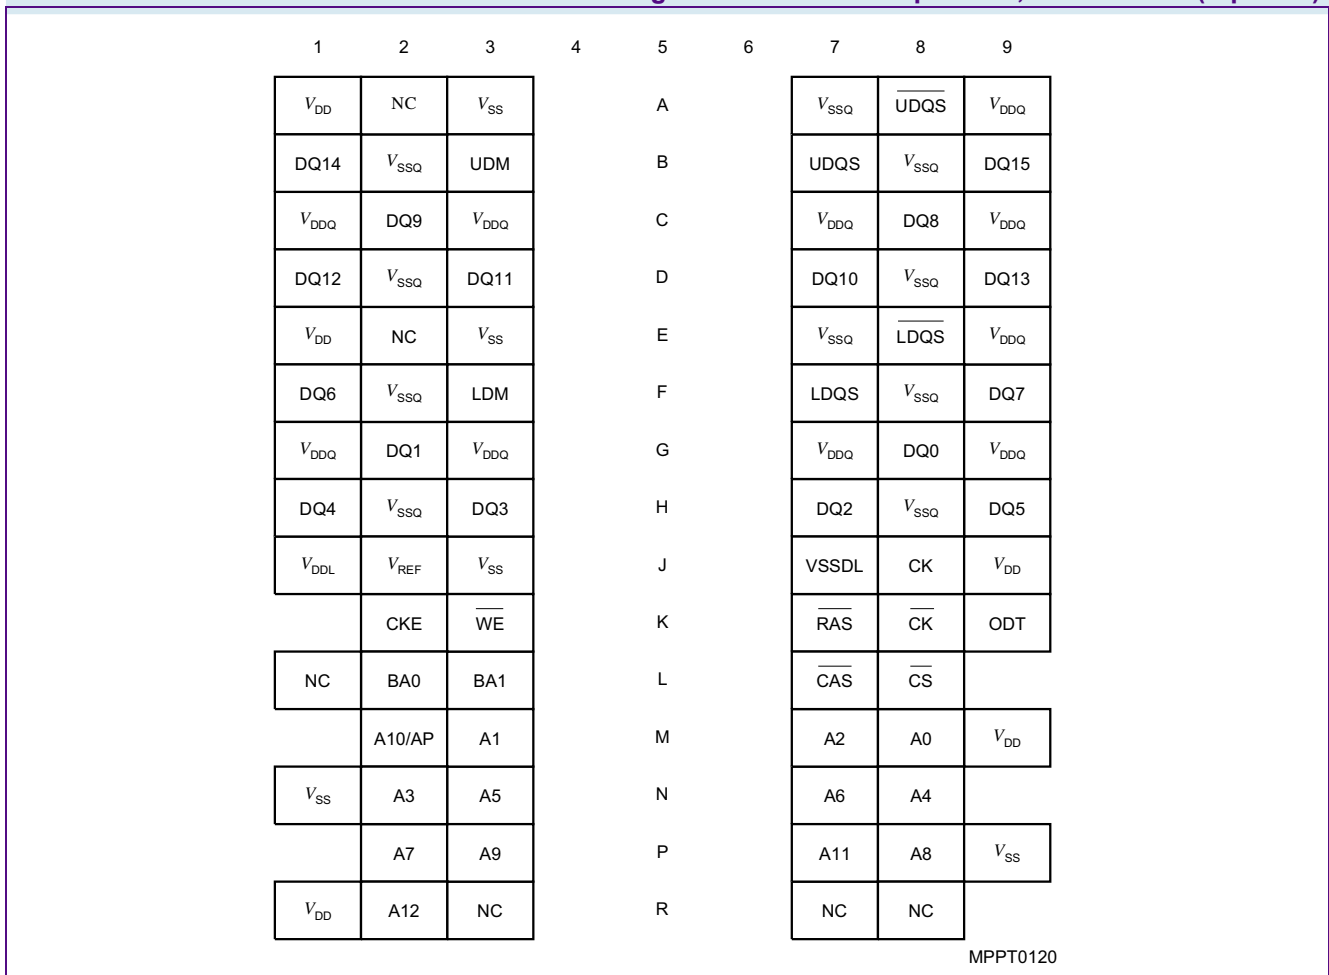 1 2 3 4 5 6 7 8 9
VDD NC VSS A VSSQ UDQS VDDQ
DQ14 VSSQ UDM B UDQS VSSQ DQ15
VDDQ DQ9 VDDQ C VDDQ DQ8 VDDQ
DQ12 VSSQ DQ11 D DQ10 VSSQ DQ13
VDD NC VSS E VSSQ LDQS VDDQ
DQ6 VSSQ LDM F LDQS VSSQ DQ7
VDDQ DQ1 VDDQ G VDDQ DQ0 VDDQ
DQ4 VSSQ DQ3 H DQ2 VSSQ DQ5
VDDL VREF VSS J VSSDL CK VDD
CKE WE K RAS CK ODT
NC BA0 BA1 L CAS CS
A10/AP A1 M A2 A0 VDD
VSS A3 A5 N A6 A4
A7 A9 P A11 A8 VSS
VDD A12 NC R NC NC
MPPT0120